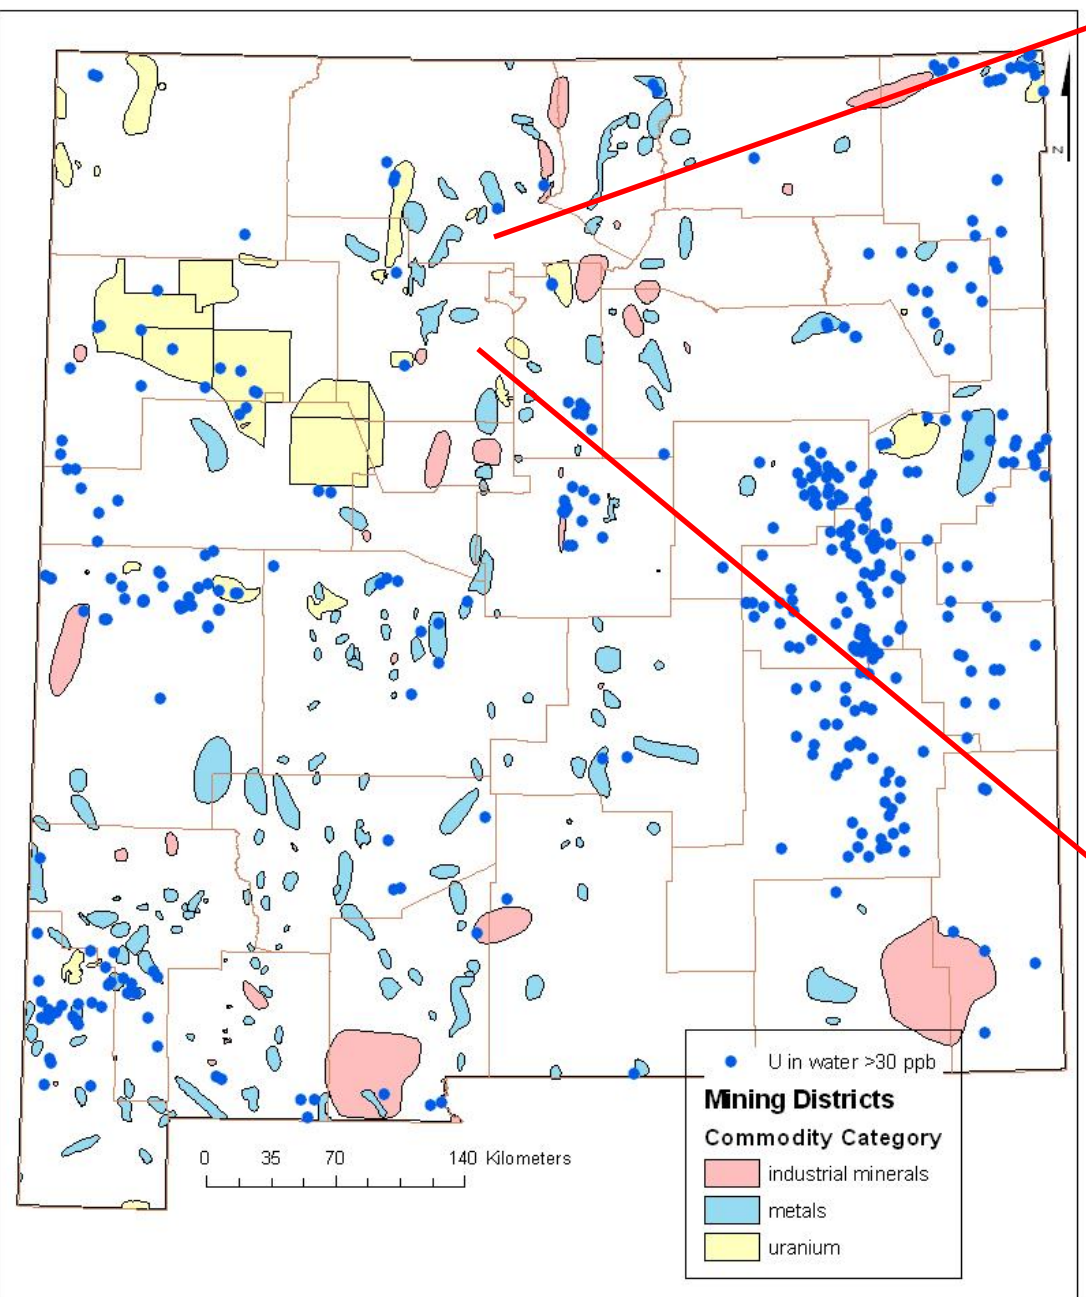 N
U in water >30 ppb
Mining Districts
Commodity Category
industrial minerals
metals
uranium
0 35 70 140 Kilometers